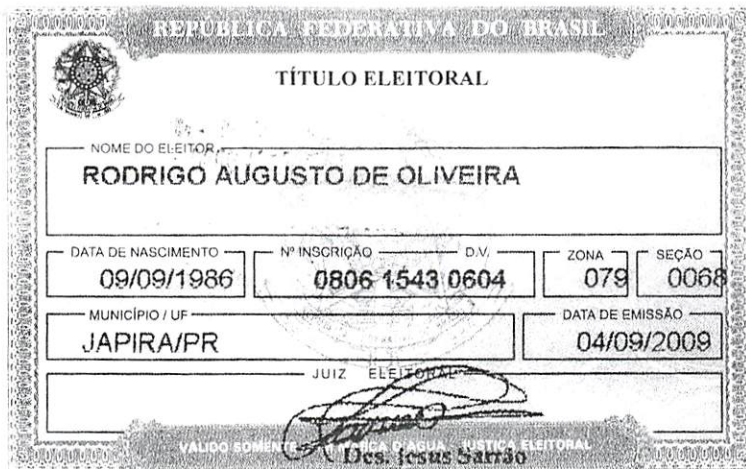 REPÚBLICA FEDERATIVA DO BRASIL
TÍTULO ELEITORAL
NOME DO ELEITOR
RODRIGO AUGUSTO DE OLIVEIRA
DATA DE NASCIMENTO Nº INSCRIÇÃO D.V. ZONA SEÇÃO
09/09/1986 0806 1543 0604 079 0068
MUNICÍPIO / UF DATA DE EMISSÃO
JAPIRA/PR 04/09/2009
JUIZ ELEITORAL
VÁLIDO SOMENTE D'ÁGUA - JUSTIÇA ELEITORAL
Des. Jesus Sarrão